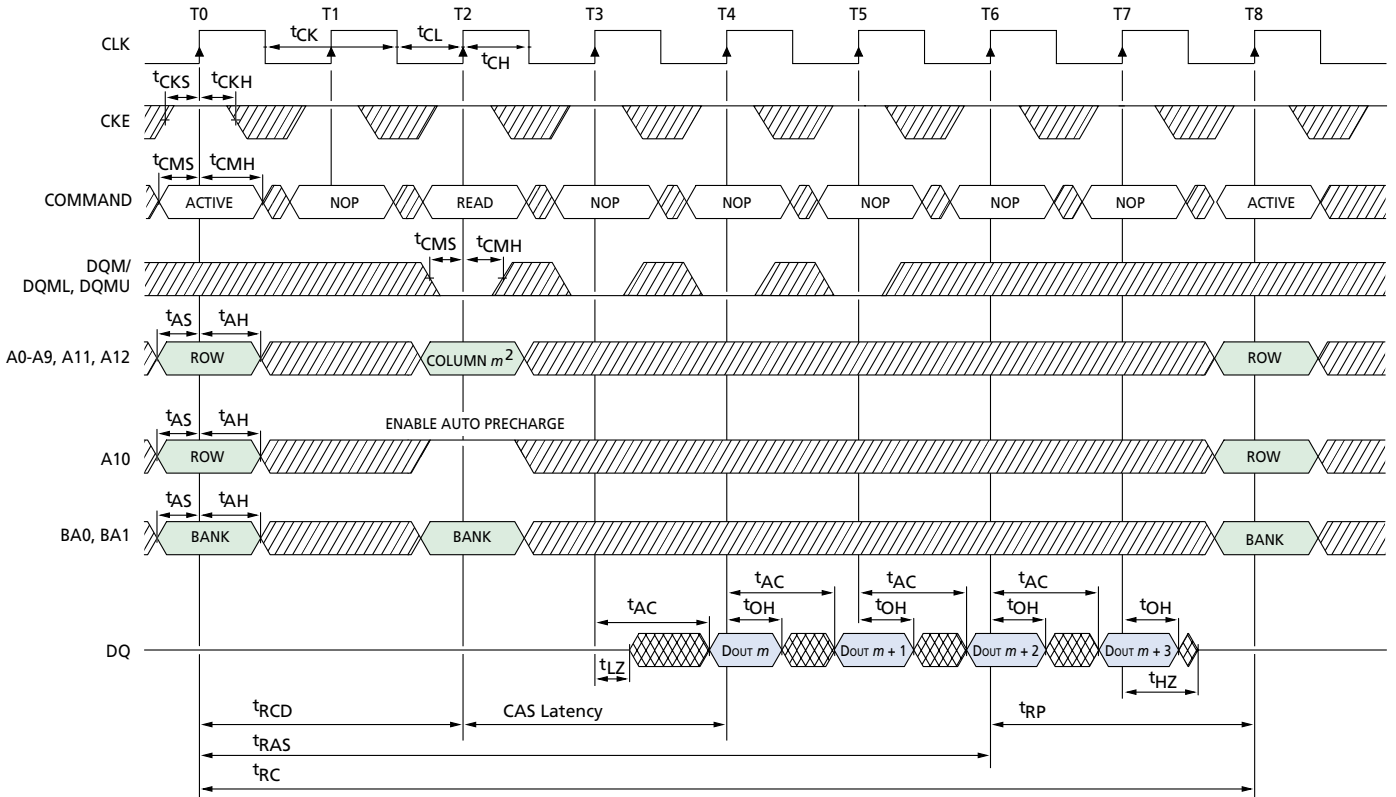 T0 T1 T2 T3 T4 T5 T6 T7 T8
CLK tCK tCL tCH
tCKS tCKH
CKE
tCMS tCMH
COMMAND ACTIVE NOP READ NOP NOP NOP NOP NOP ACTIVE
tCMS tCMH
DQM/
DQML, DQMU
tAS tAH
A0-A9, A11, A12 ROW COLUMN m2 ROW
tAS tAH ENABLE AUTO PRECHARGE
A10 ROW ROW
tAS tAH
BA0, BA1 BANK BANK BANK
tAC tAC tAC tAC
tOH tOH tOH tOH
DQ DOUT m DOUT m + 1 DOUT m + 2 DOUT m + 3
tLZ tHZ
tRCD CAS Latency tRP
tRAS
tRC